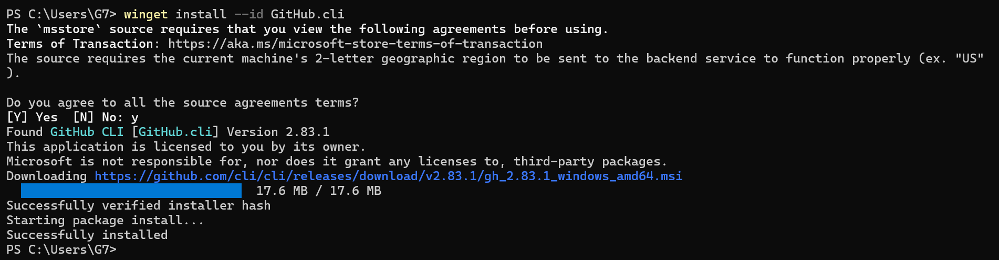 PS C:\Users\G7> winget install --id GitHub.cli
The `msstore` source requires that you view the following agreements before using.
Terms of Transaction: https://aka.ms/microsoft-store-terms-of-transaction
The source requires the current machine's 2-letter geographic region to be sent to the backend service to function properly (ex. "US"
).
Do you agree to all the source agreements terms?
[Y] Yes  [N] No: y
Found GitHub CLI [GitHub.cli] Version 2.83.1
This application is licensed to you by its owner.
Microsoft is not responsible for, nor does it grant any licenses to, third-party packages.
Downloading https://github.com/cli/cli/releases/download/v2.83.1/gh_2.83.1_windows_amd64.msi
17.6 MB / 17.6 MB
Successfully verified installer hash
Starting package install...
Successfully installed
PS C:\Users\G7>